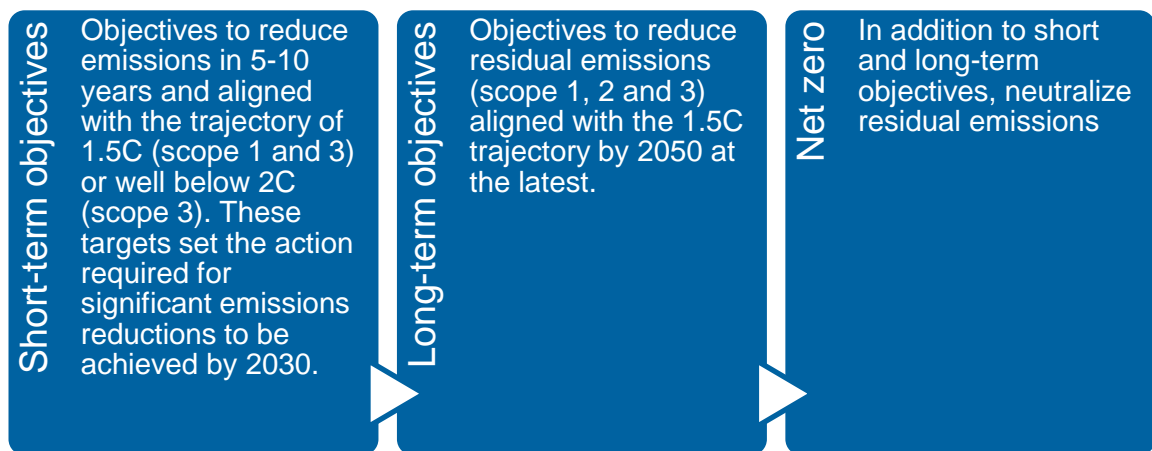 Short-term objectives
Objectives to reduce
emissions in 5-10
years and aligned
with the trajectory of
1.5C (scope 1 and 3)
or well below 2C
(scope 3). These
targets set the action
required for
significant emissions
reductions to be
achieved by 2030.
Long-term objectives
Objectives to reduce
residual emissions
(scope 1, 2 and 3)
aligned with the 1.5C
trajectory by 2050 at
the latest.
Net zero
In addition to short
and long-term
objectives, neutralize
residual emissions